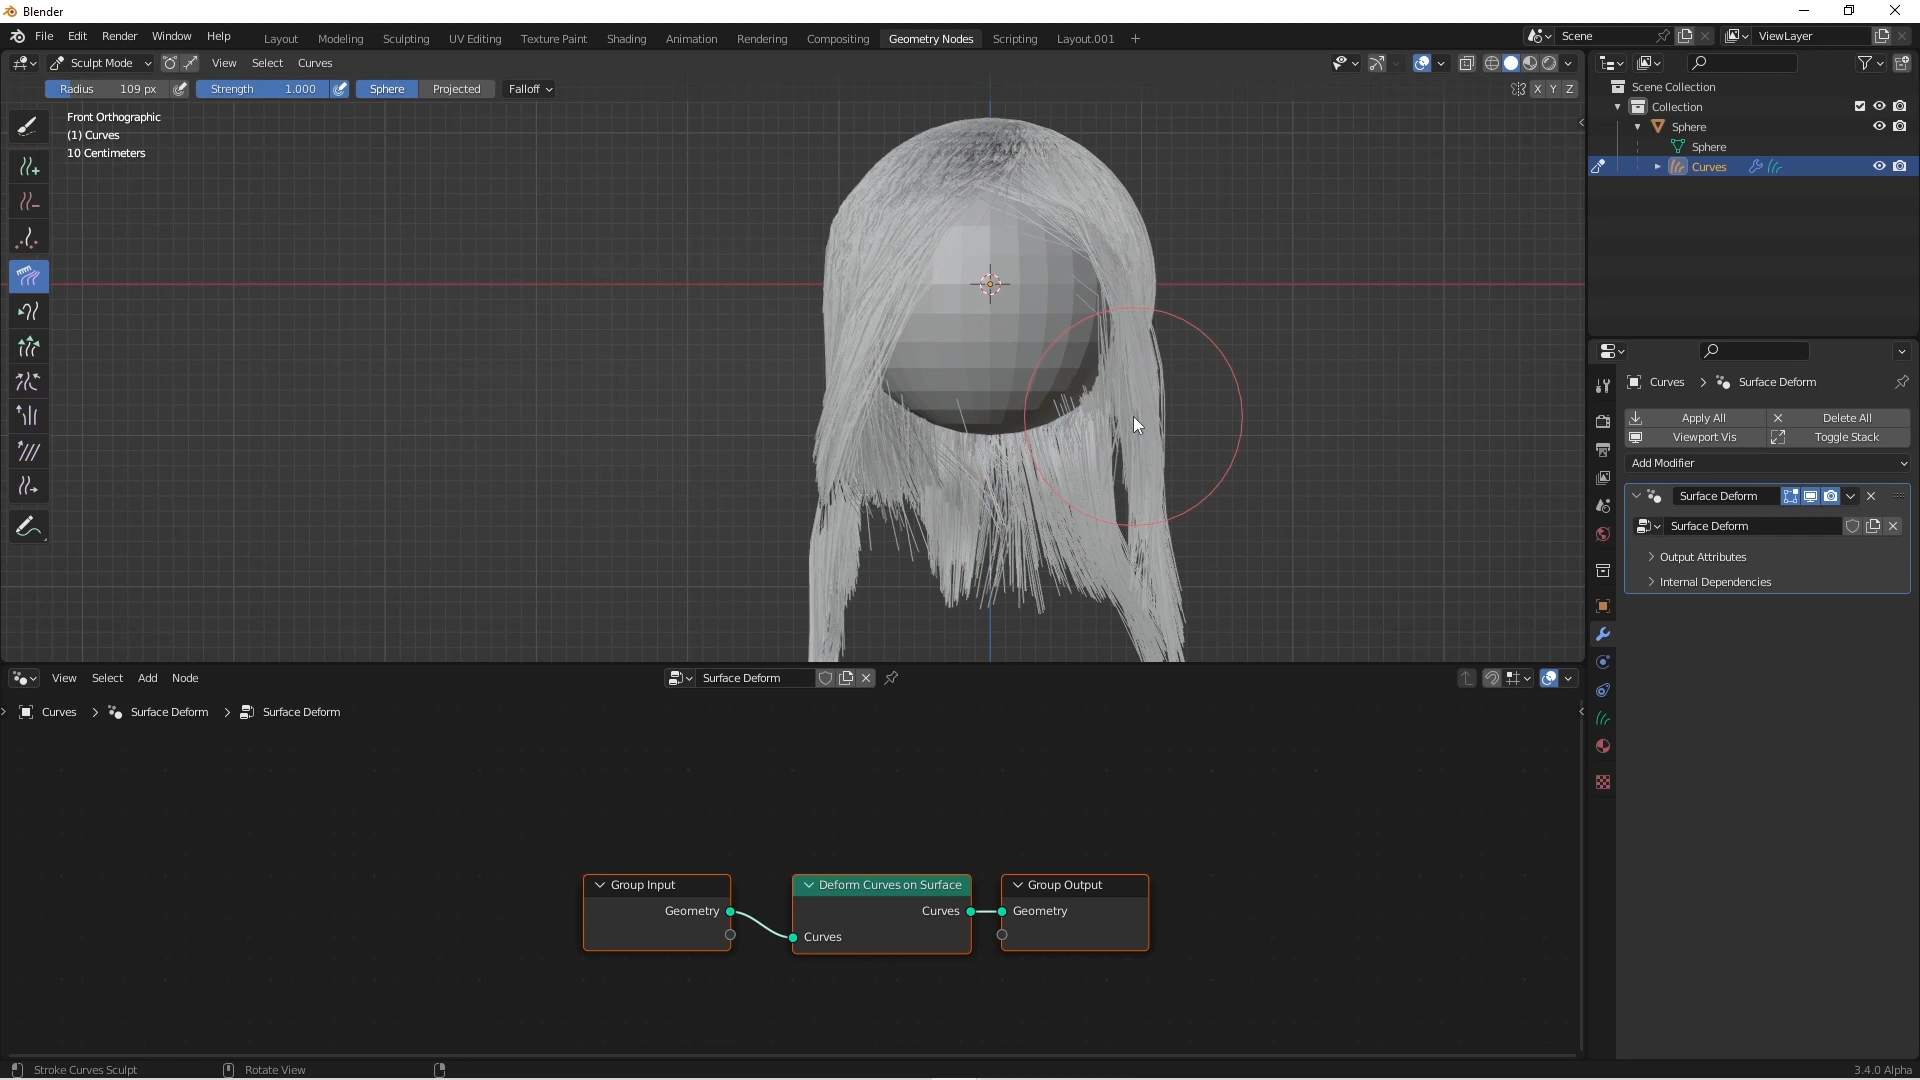 Blender
File Edit Render Window Help
Layout Modeling Sculpting UV Editing Texture Paint Shading Animation Rendering Compositing Geometry Nodes Scripting Layout.001 +
Scene
ViewLayer
Sculpt Mode View Select Curves
Radius 109 px Strength 1.000 Sphere Projected Falloff X Y Z
Front Orthographic
(1) Curves
10 Centimeters
Scene Collection
Collection
Sphere
Sphere
Curves
Curves > Surface Deform
Apply All Delete All
Viewport Vis Toggle Stack
Add Modifier
Surface Deform
Surface Deform
Output Attributes
Internal Dependencies
View Select Add Node Surface Deform
Curves > Surface Deform > Surface Deform
Group Input
Geometry
Deform Curves on Surface
Curves
Curves
Group Output
Geometry
Stroke Curves Sculpt Rotate View 3.4.0 Alpha